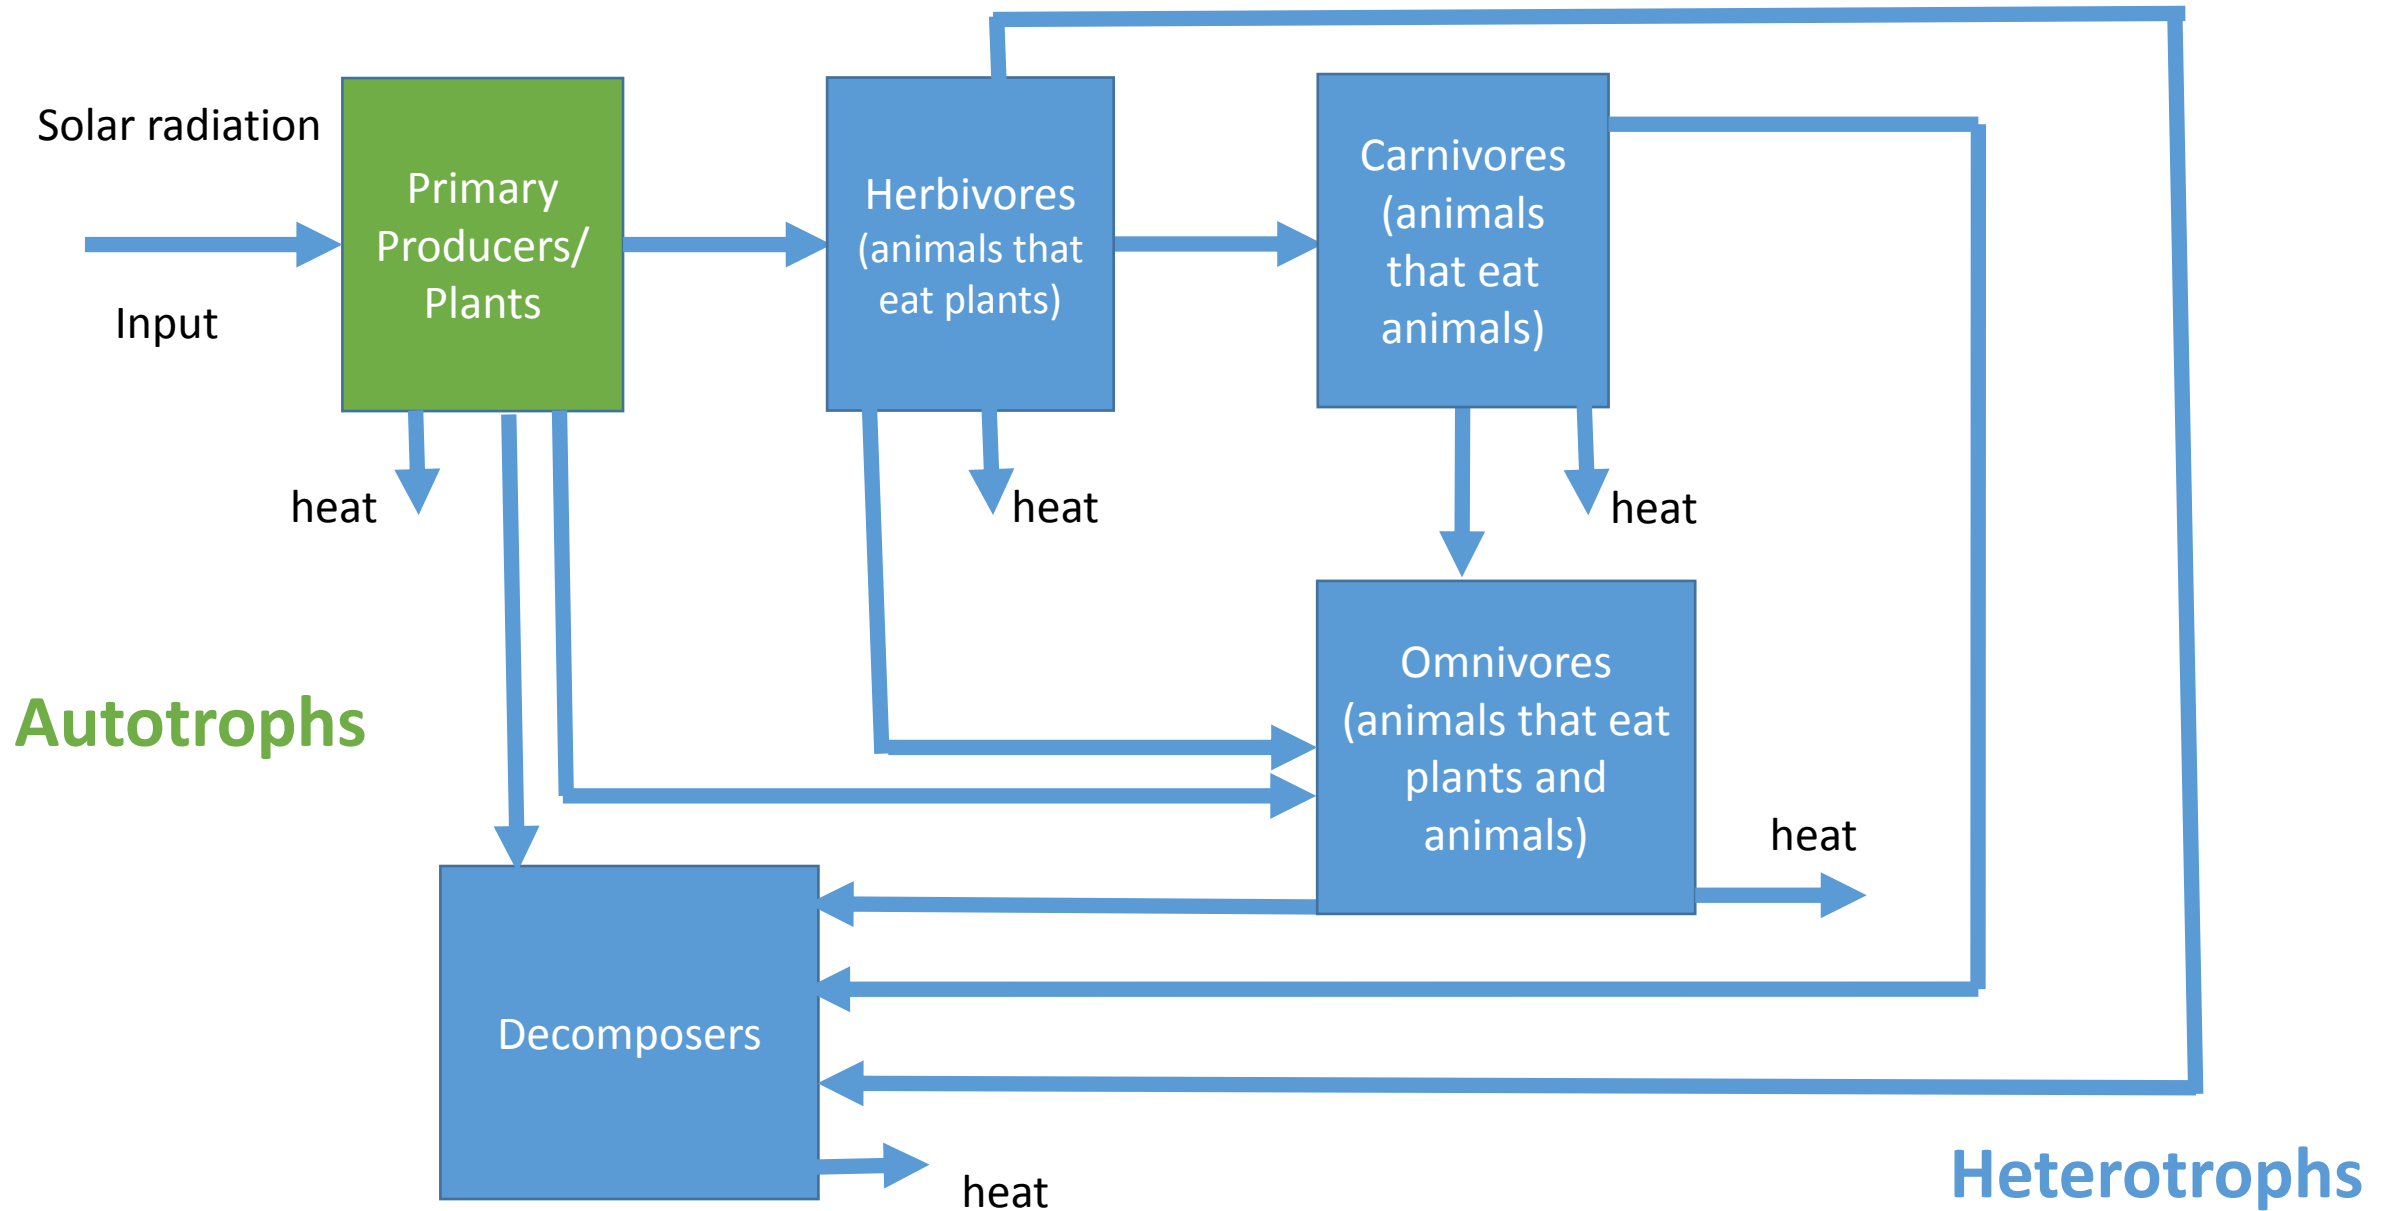 Solar radiation
Input
Primary
Producers/
Plants
Herbivores
(animals that
eat plants)
Carnivores
(animals
that eat
animals)
heat
heat
heat
Autotrophs
Omnivores
(animals that eat
plants and
animals)
heat
Decomposers
heat
Heterotrophs